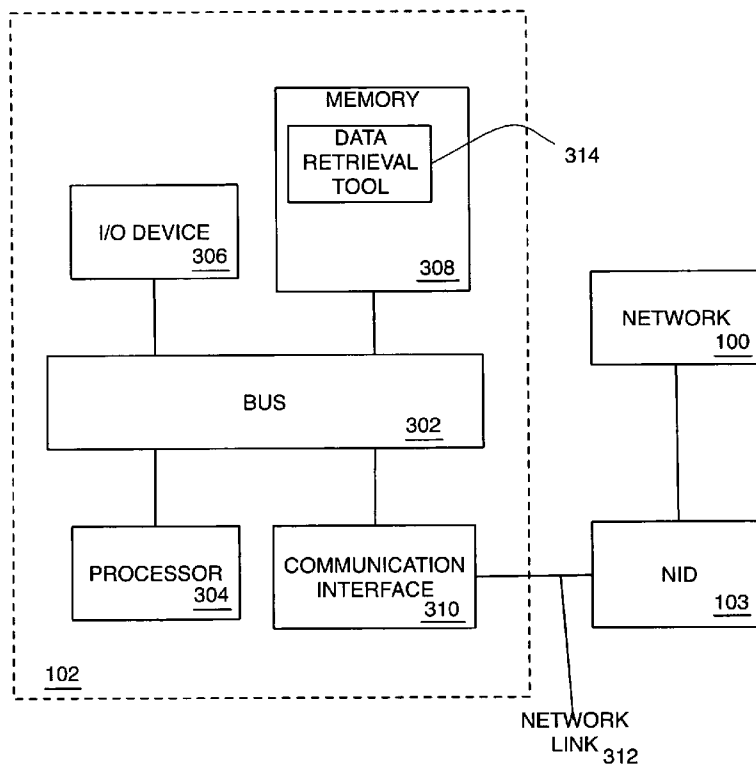 MEMORY
DATA
RETRIEVAL
TOOL
314
I/O DEVICE
306
308
NETWORK
100
BUS
302
PROCESSOR
304
COMMUNICATION
INTERFACE
310
NID
103
102
NETWORK
LINK 312